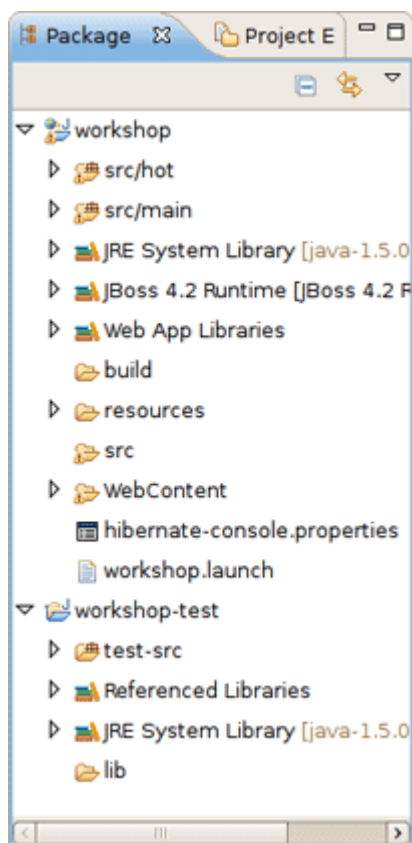 Package Project E
workshop
src/hot
src/main
JRE System Library [java-1.5.0
JBoss 4.2 Runtime [JBoss 4.2 R
Web App Libraries
build
resources
src
WebContent
hibernate-console.properties
workshop.launch
workshop-test
test-src
Referenced Libraries
JRE System Library [java-1.5.0
lib